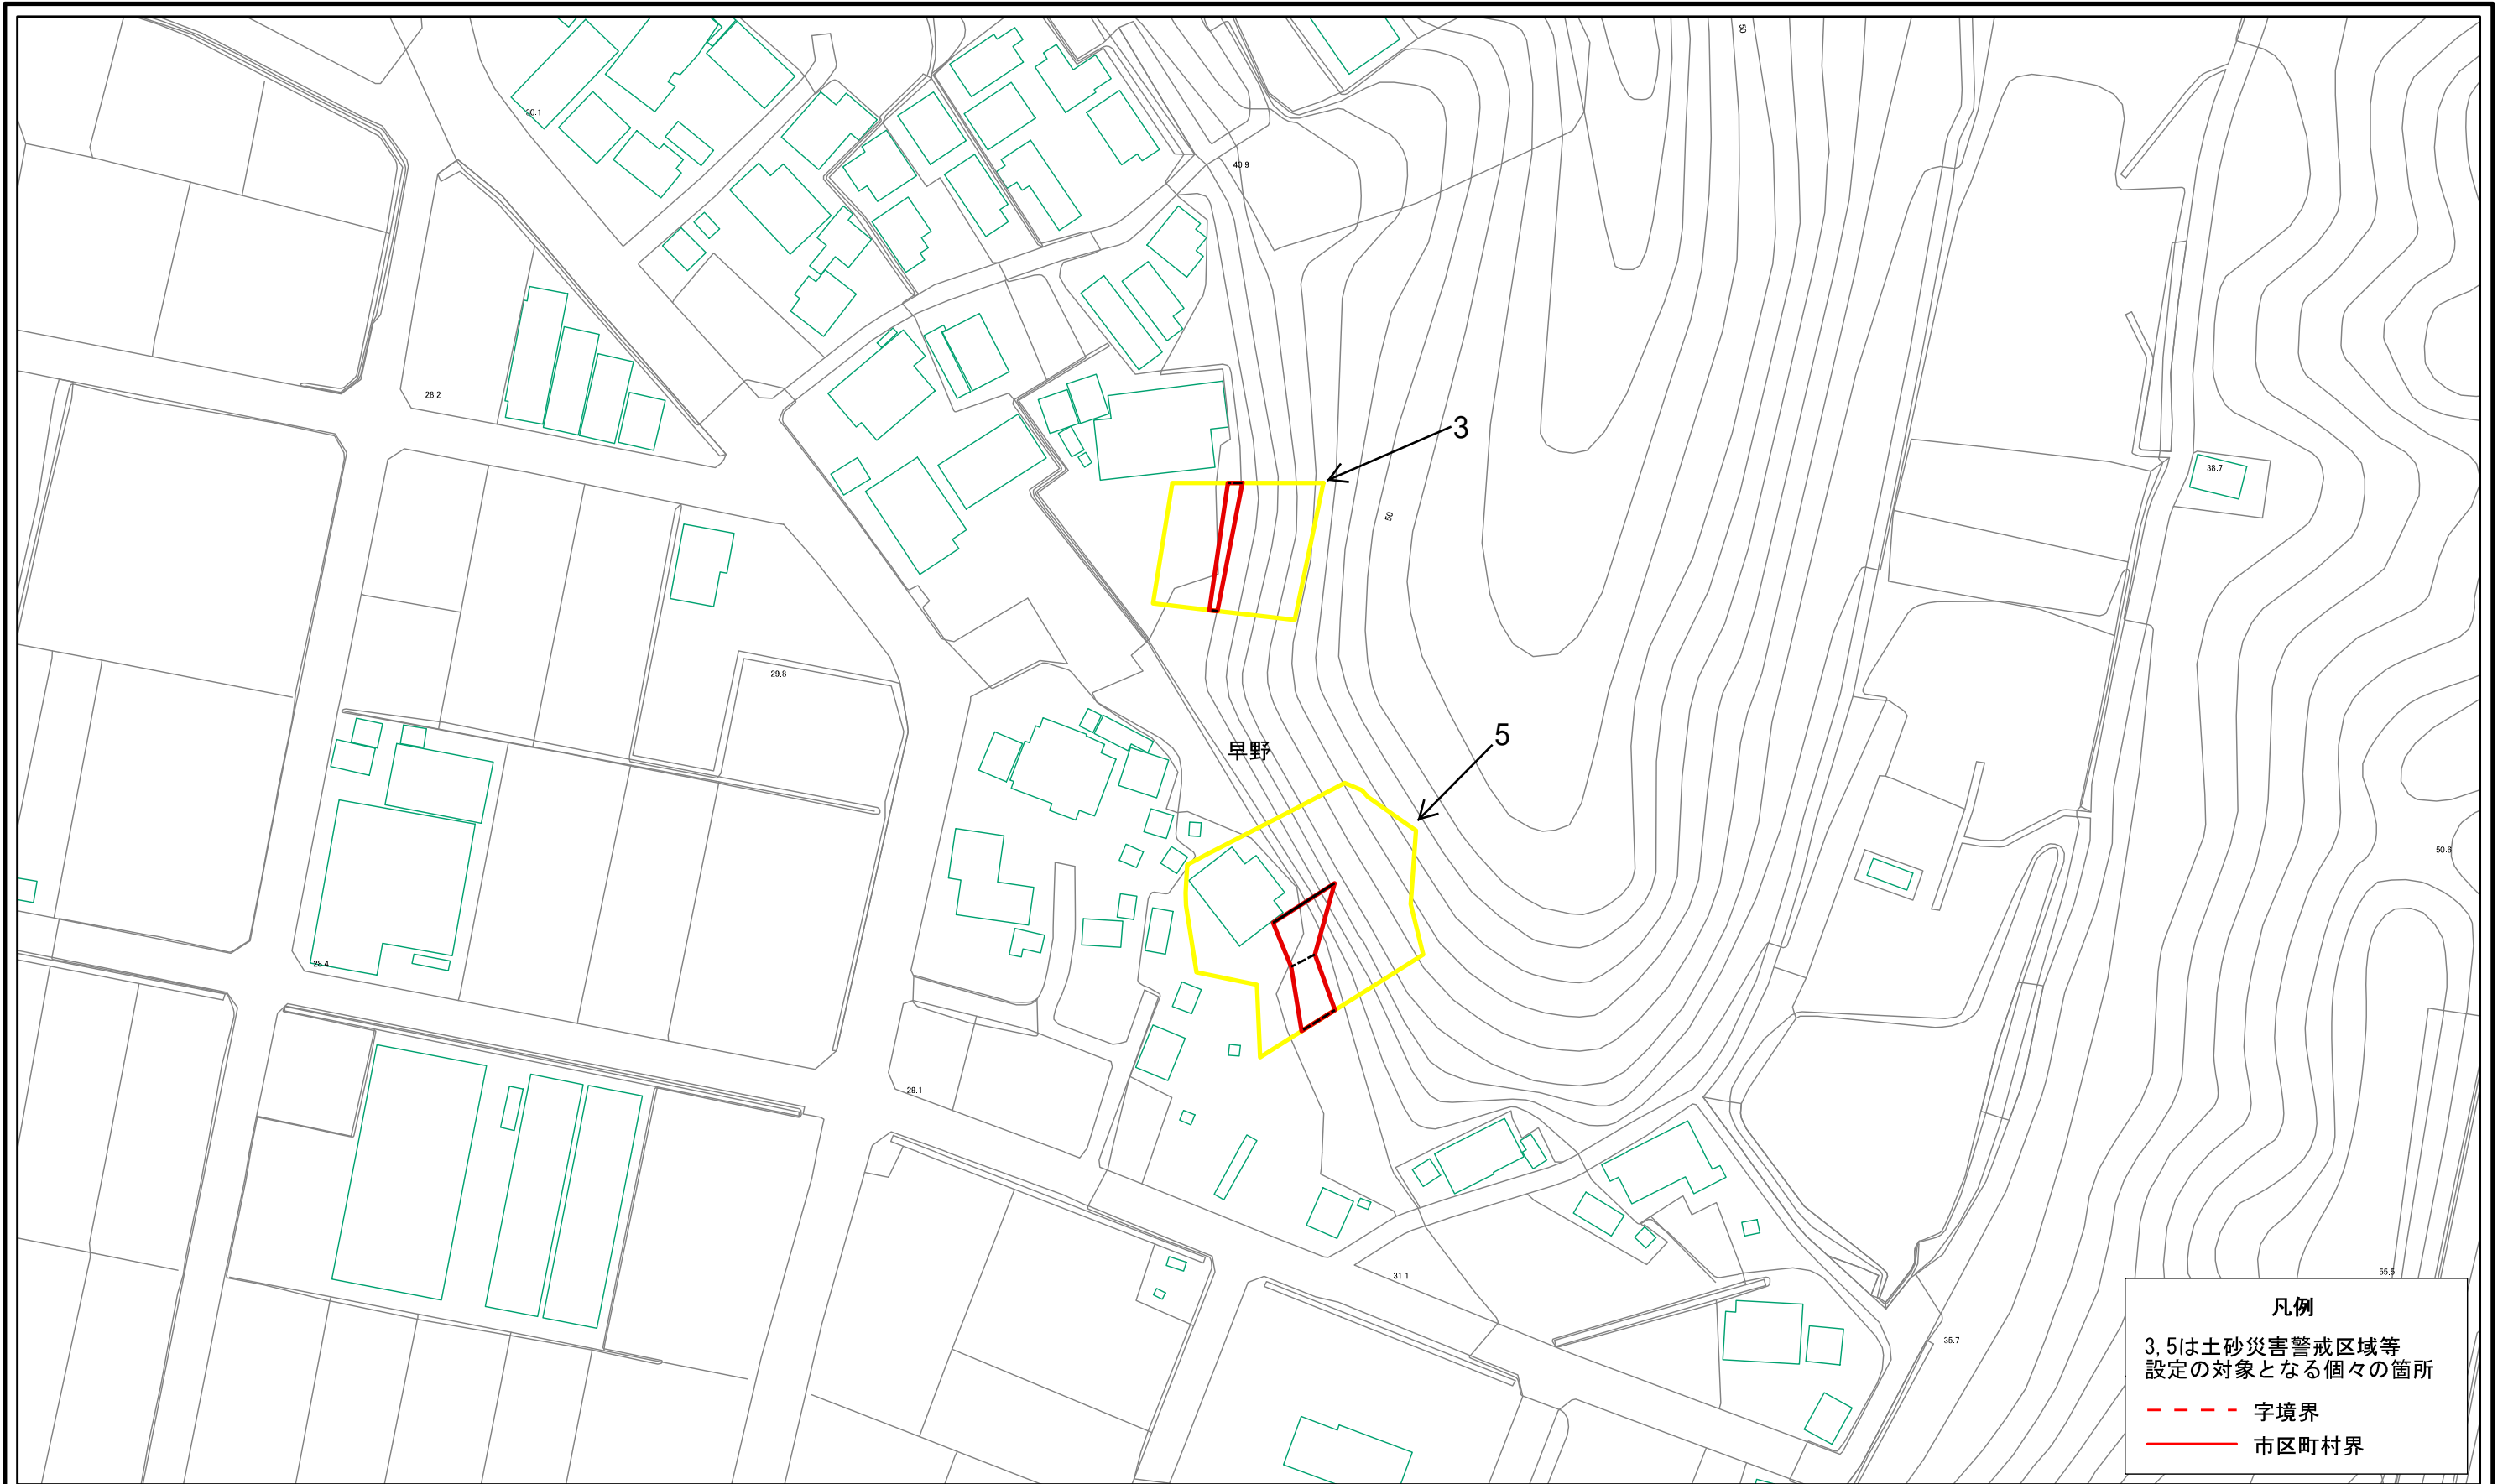 60
30.1
40.9
28.2
3
38.7
50
29.8
5
早野
50.6
28.4
29.1
31.1
55.5
35.7
凡例
3,5は土砂災害警戒区域等
設定の対象となる個々の箇所
字境界
市区町村界